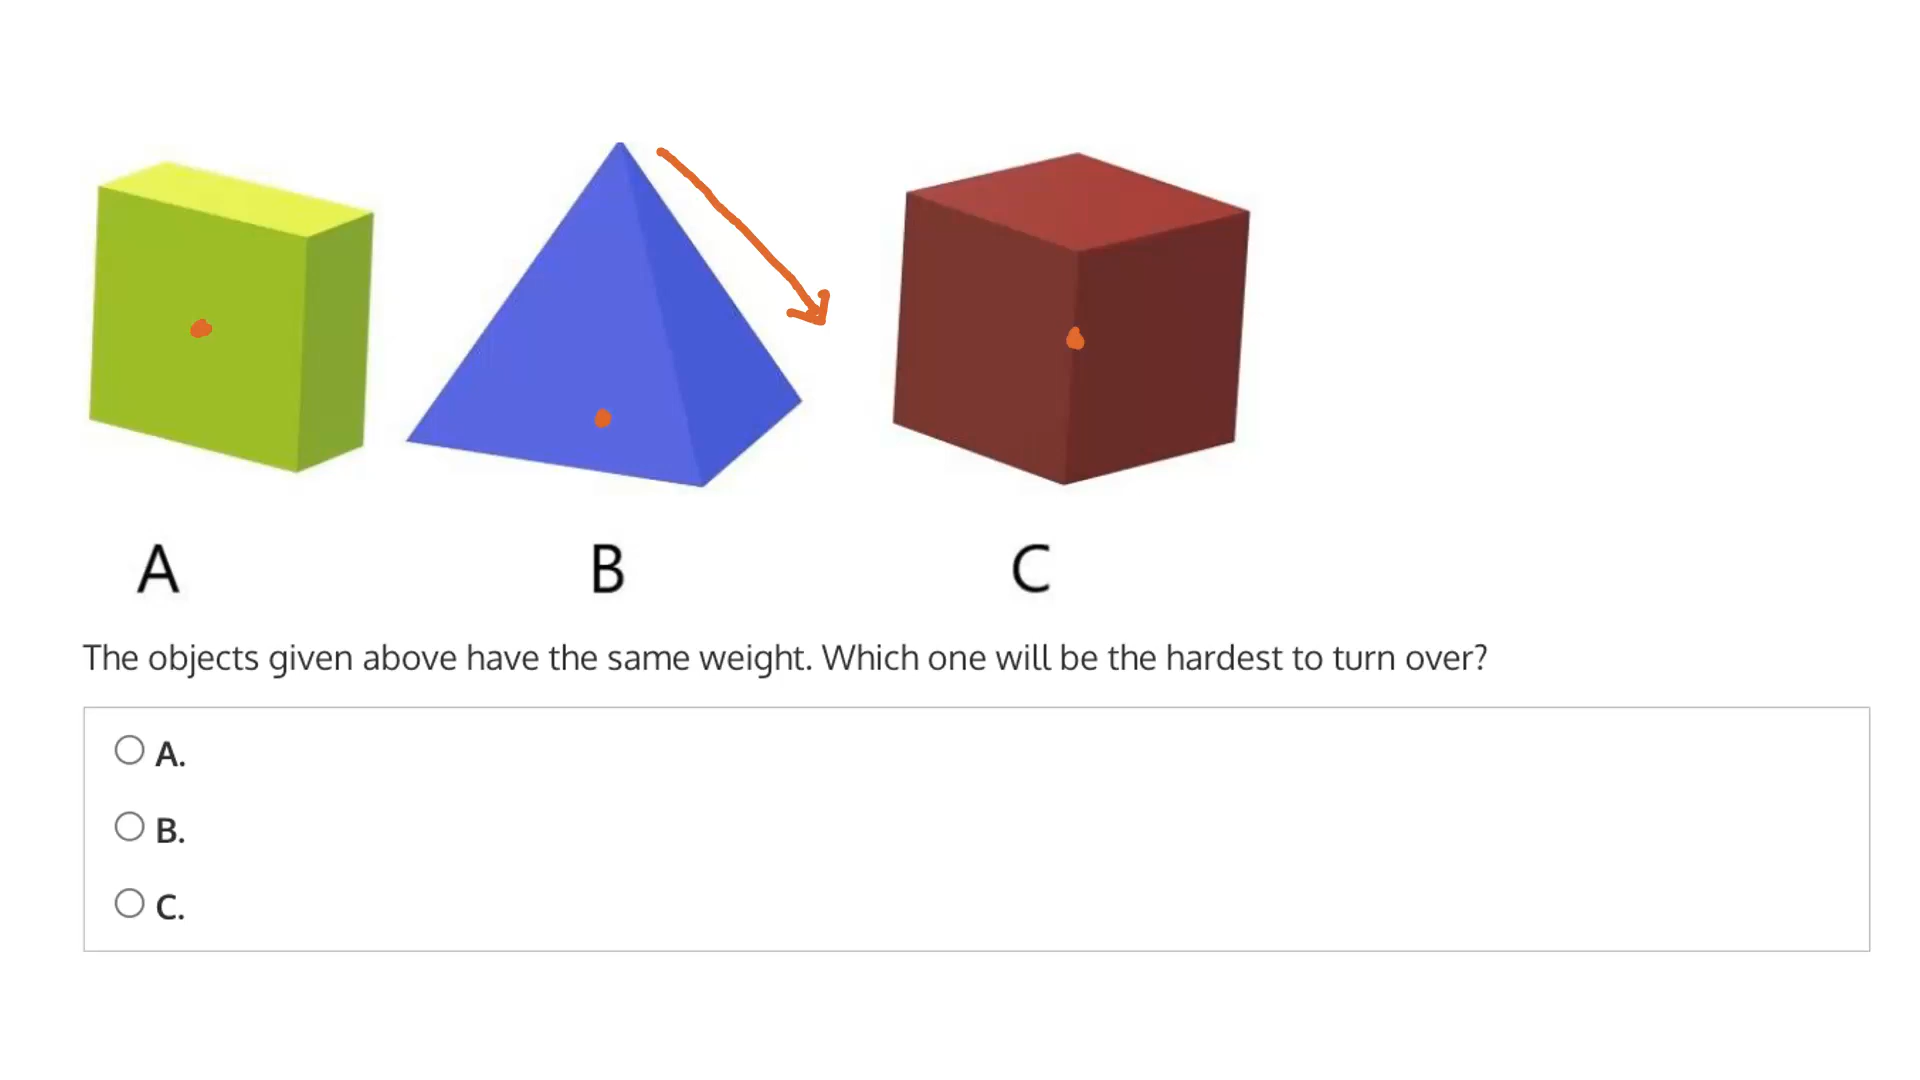 A B C
The objects given above have the same weight. Which one will be the hardest to turn over?
A.
B.
C.